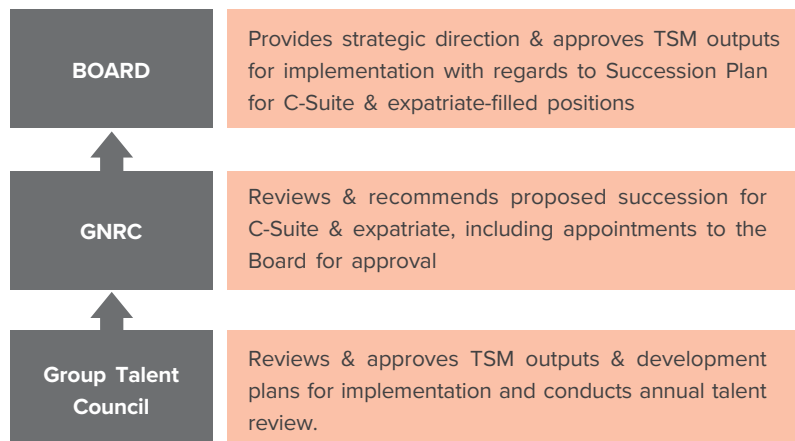 BOARD
Provides strategic direction & approves TSM outputs
for implementation with regards to Succession Plan
for C-Suite & expatriate-filled positions
GNRC
Reviews & recommends proposed succession for
C-Suite & expatriate, including appointments to the
Board for approval
Group Talent
Council
Reviews & approves TSM outputs & development
plans for implementation and conducts annual talent
review.